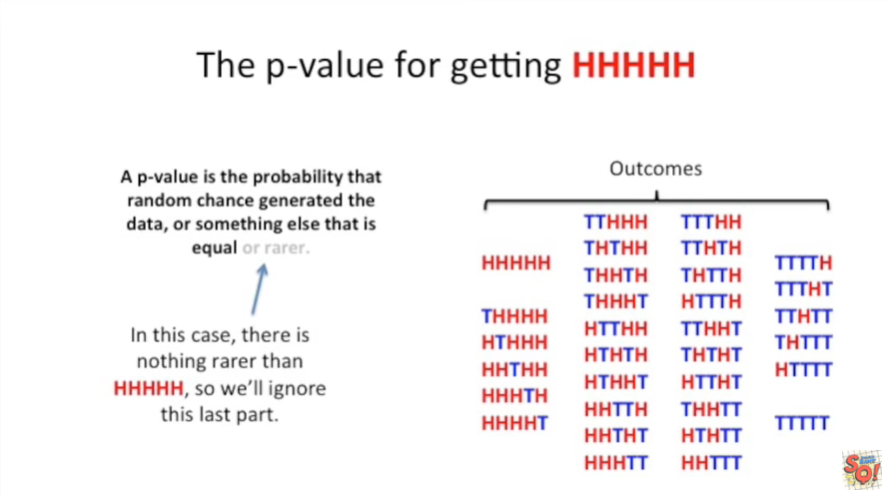 The p-value for getting HHHHH
A p-value is the probability that
random chance generated the
data, or something else that is
equal or rarer.
In this case, there is
nothing rarer than
HHHHH, so we'll ignore
this last part.
Outcomes
HHHHH
THHHH
HTHHH
HHTHH
HHHTH
HHHHT
TTHHH
THTHH
THHTH
THHHT
HTTHH
HTHTH
HTHHT
HHTTH
HHTHT
HHHTT
TTTHH
TTHTH
THTTH
HTTTH
TTHHT
THTHT
HTTHT
THHTT
HTHTT
HHTTT
TTTTH
TTTHT
TTHTT
THTTT
HTTTT
TTTTT
SO!